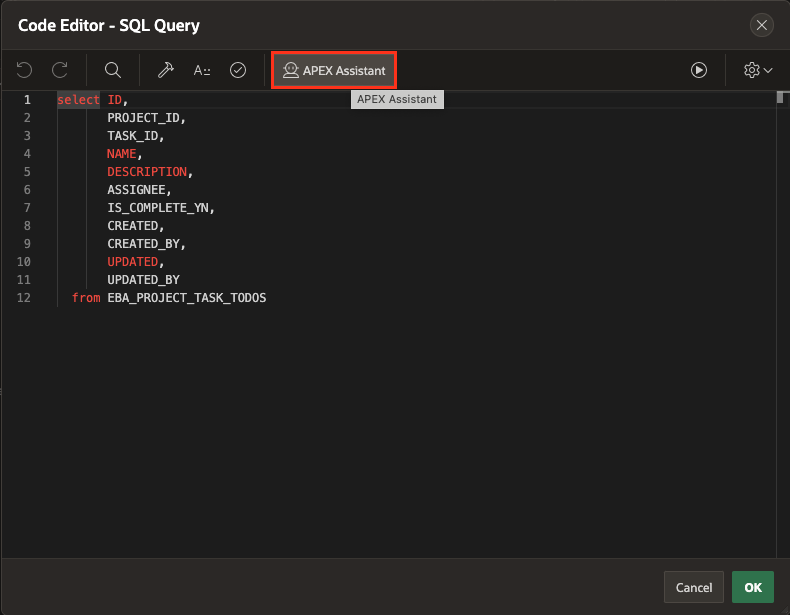 Code Editor - SQL Query
A::
APEX Assistant
APEX Assistant
1 select ID,
2 PROJECT_ID,
3 TASK_ID,
4 NAME,
5 DESCRIPTION,
6 ASSIGNEE,
7 IS_COMPLETE_YN,
8 CREATED,
9 CREATED_BY,
10 UPDATED,
11 UPDATED_BY
12 from EBA_PROJECT_TASK_TODOS
Cancel
OK